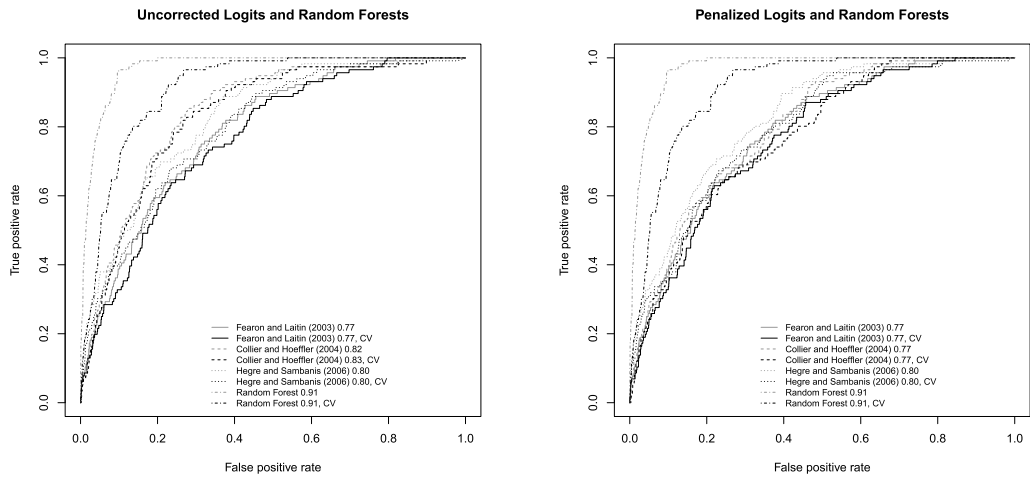 Uncorrected Logits and Random Forests
True positive rate
1.0
0.8
0.6
0.4
0.2
0.0
Fearon and Laitin (2003) 0.77
Fearon and Laitin (2003) 0.77, CV
Collier and Hoeffler (2004) 0.82
Collier and Hoeffler (2004) 0.83, CV
Hegre and Sambanis (2006) 0.80
Hegre and Sambanis (2006) 0.80, CV
Random Forest 0.91
Random Forest 0.91, CV
0.0 0.2 0.4 0.6 0.8 1.0
False positive rate
Penalized Logits and Random Forests
True positive rate
1.0
0.8
0.6
0.4
0.2
0.0
Fearon and Laitin (2003) 0.77
Fearon and Laitin (2003) 0.77, CV
Collier and Hoeffler (2004) 0.77
Collier and Hoeffler (2004) 0.77, CV
Hegre and Sambanis (2006) 0.80
Hegre and Sambanis (2006) 0.80, CV
Random Forest 0.91
Random Forest 0.91, CV
0.0 0.2 0.4 0.6 0.8 1.0
False positive rate